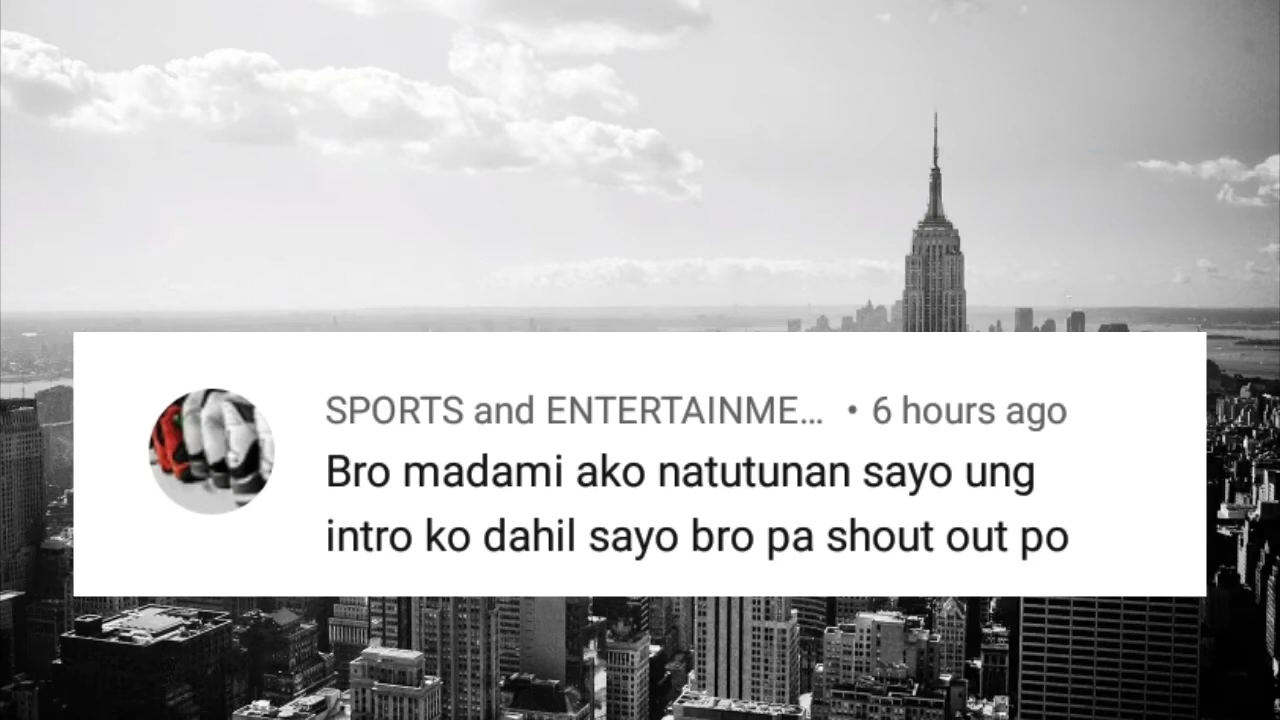 SPORTS and ENTERTAINME... • 6 hours ago
Bro madami ako natutunan sayo ung
intro ko dahil sayo bro pa shout out po